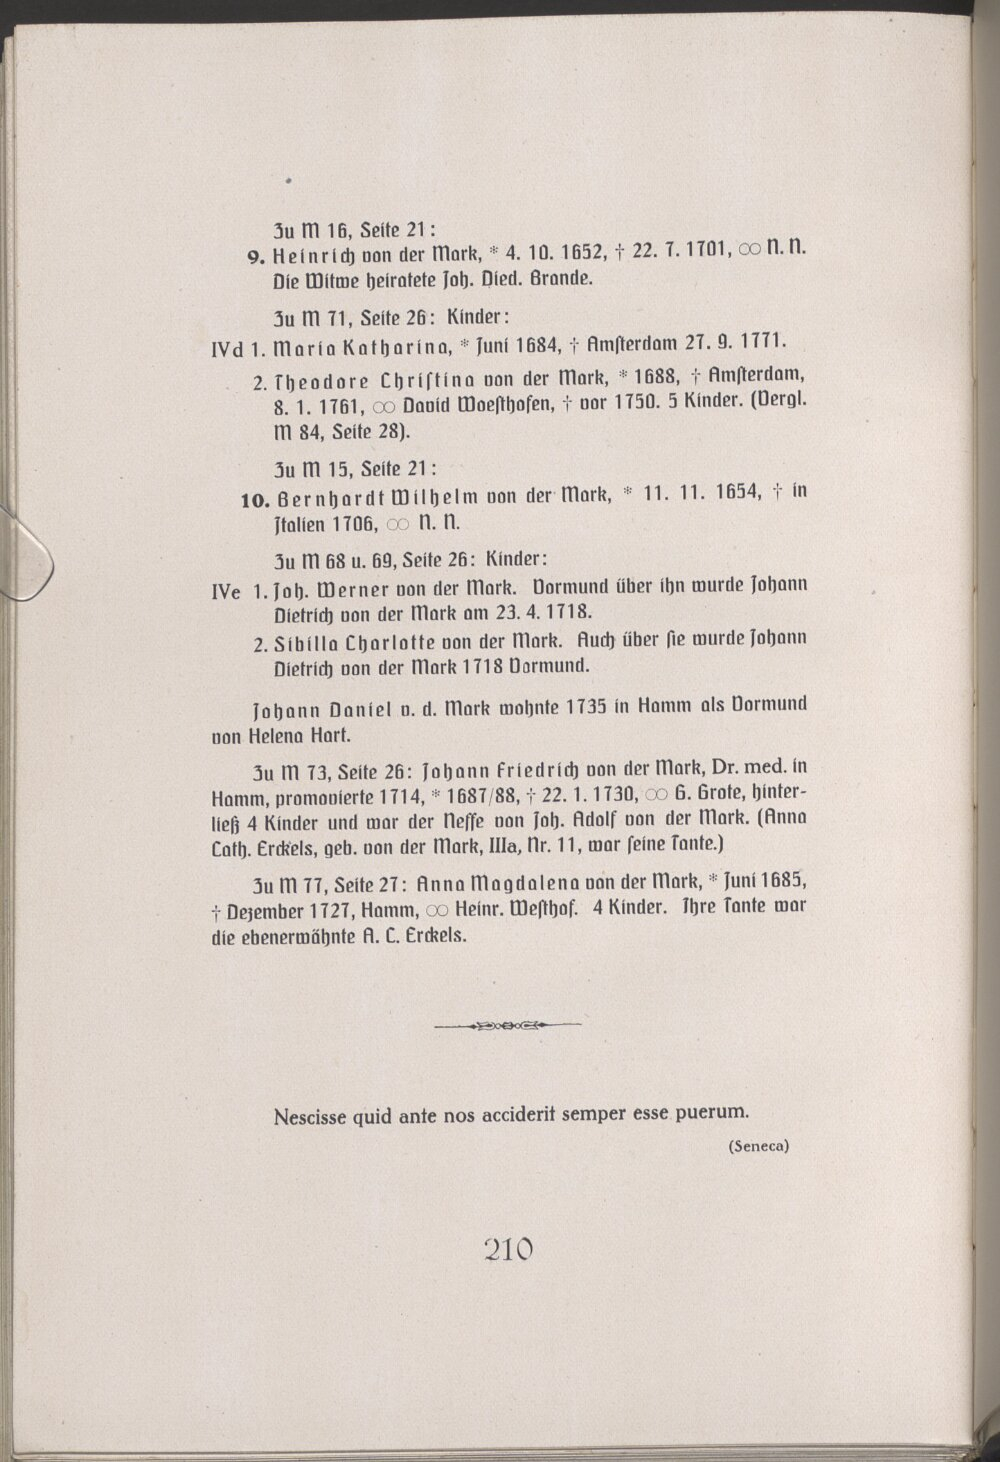 Zu M 16, Seite 21:
9. Heinrich von der Mark, * 4. 10. 1652, † 22. 7. 1701, ∞ N. N.
Die Witwe heiratete Joh. Died. Brande.
Zu M 71, Seite 26: Kinder:
IVd 1. Maria Katharina, * Juni 1684, † Amſterdam 27. 9. 1771.
2. Theodore Chriſtina von der Mark, * 1688, † Amſterdam,
8. 1. 1761, ∞ David Woeſthofen, † vor 1750. 5 Kinder. (Vergl.
M 84, Seite 28).
Zu M 15, Seite 21:
10. Bernhardt Wilhelm von der Mark, * 11. 11. 1654, † in
Italien 1706, ∞ N. N.
Zu M 68 u. 69, Seite 26: Kinder:
IVe 1. Joh. Werner von der Mark. Vormund über ihn wurde Johann
Dietrich von der Mark am 23. 4. 1718.
2. Sibilla Charlotte von der Mark. Auch über ſie wurde Johann
Dietrich von der Mark 1718 Vormund.
Johann Daniel v. d. Mark wohnte 1735 in Hamm als Vormund
von Helena Hart.
Zu M 73, Seite 26: Johann Friedrich von der Mark, Dr. med. in
Hamm, promovierte 1714, * 1687/88, † 22. 1. 1730, ∞ G. Grote, hinter-
ließ 4 Kinder und war der Neffe von Joh. Adolf von der Mark. (Anna
Cath. Erckels, geb. von der Mark, IIIa, Nr. 11, war ſeine Tante.)
Zu M 77, Seite 27: Anna Magdalena von der Mark, * Juni 1685,
† Dezember 1727, Hamm, ∞ Heinr. Weſthof. 4 Kinder. Ihre Tante war
die ebenerwähnte A. C. Erckels.
Nescisse quid ante nos acciderit semper esse puerum.
(Seneca)
210